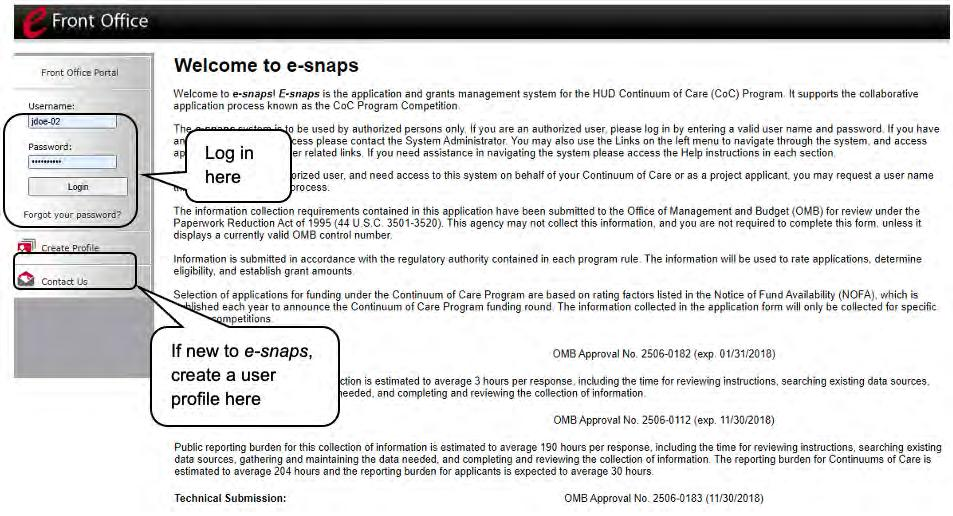 e Front Office
Front Office Portal
Username:
jdoe-02
Password:
Login
Forgot your password?
Create Profile
Contact Us
Welcome to e-snaps
Welcome to e-snaps! E-snaps is the application and grants management system for the HUD Continuum of Care (CoC) Program. It supports the collaborative
application process known as the CoC Program Competition.
The e-snaps system is to be used by authorized persons only. If you are an authorized user, please log in by entering a valid user name and password. If you have
an cess please contact the System Administrator. You may also use the Links on the left menu to navigate through the system, and access
ap er related links. If you need assistance in navigating the system please access the Help instructions in each section.
orized user, and need access to this system on behalf of your Continuum of Care or as a project applicant, you may request a user name
process.
Log in
here
The information collection requirements contained in this application have been submitted to the Office of Management and Budget (OMB) for review under the
Paperwork Reduction Act of 1995 (44 U.S.C. 3501-3520). This agency may not collect this information, and you are not required to complete this form, unless it
displays a currently valid OMB control number.
Information is submitted in accordance with the regulatory authority contained in each program rule. The information will be used to rate applications, determine
eligibility, and establish grant amounts.
Selection of applications for funding under the Continuum of Care Program are based on rating factors listed in the Notice of Fund Availability (NOFA), which is
published each year to announce the Continuum of Care Program funding round. The information collected in the application form will only be collected for specific
competitions.
If new to e-snaps,
create a user
profile here
OMB Approval No. 2506-0182 (exp. 01/31/2018)
ction is estimated to average 3 hours per response, including the time for reviewing instructions, searching existing data sources,
needed, and completing and reviewing the collection of information.
OMB Approval No. 2506-0112 (exp. 11/30/2018)
Public reporting burden for this collection of information is estimated to average 190 hours per response, including the time for reviewing instructions, searching existing
data sources, gathering and maintaining the data needed, and completing and reviewing the collection of information. The reporting burden for Continuums of Care is
estimated to average 204 hours and the reporting burden for applicants is expected to average 30 hours.
Technical Submission: OMB Approval No. 2506-0183 (11/30/2018)